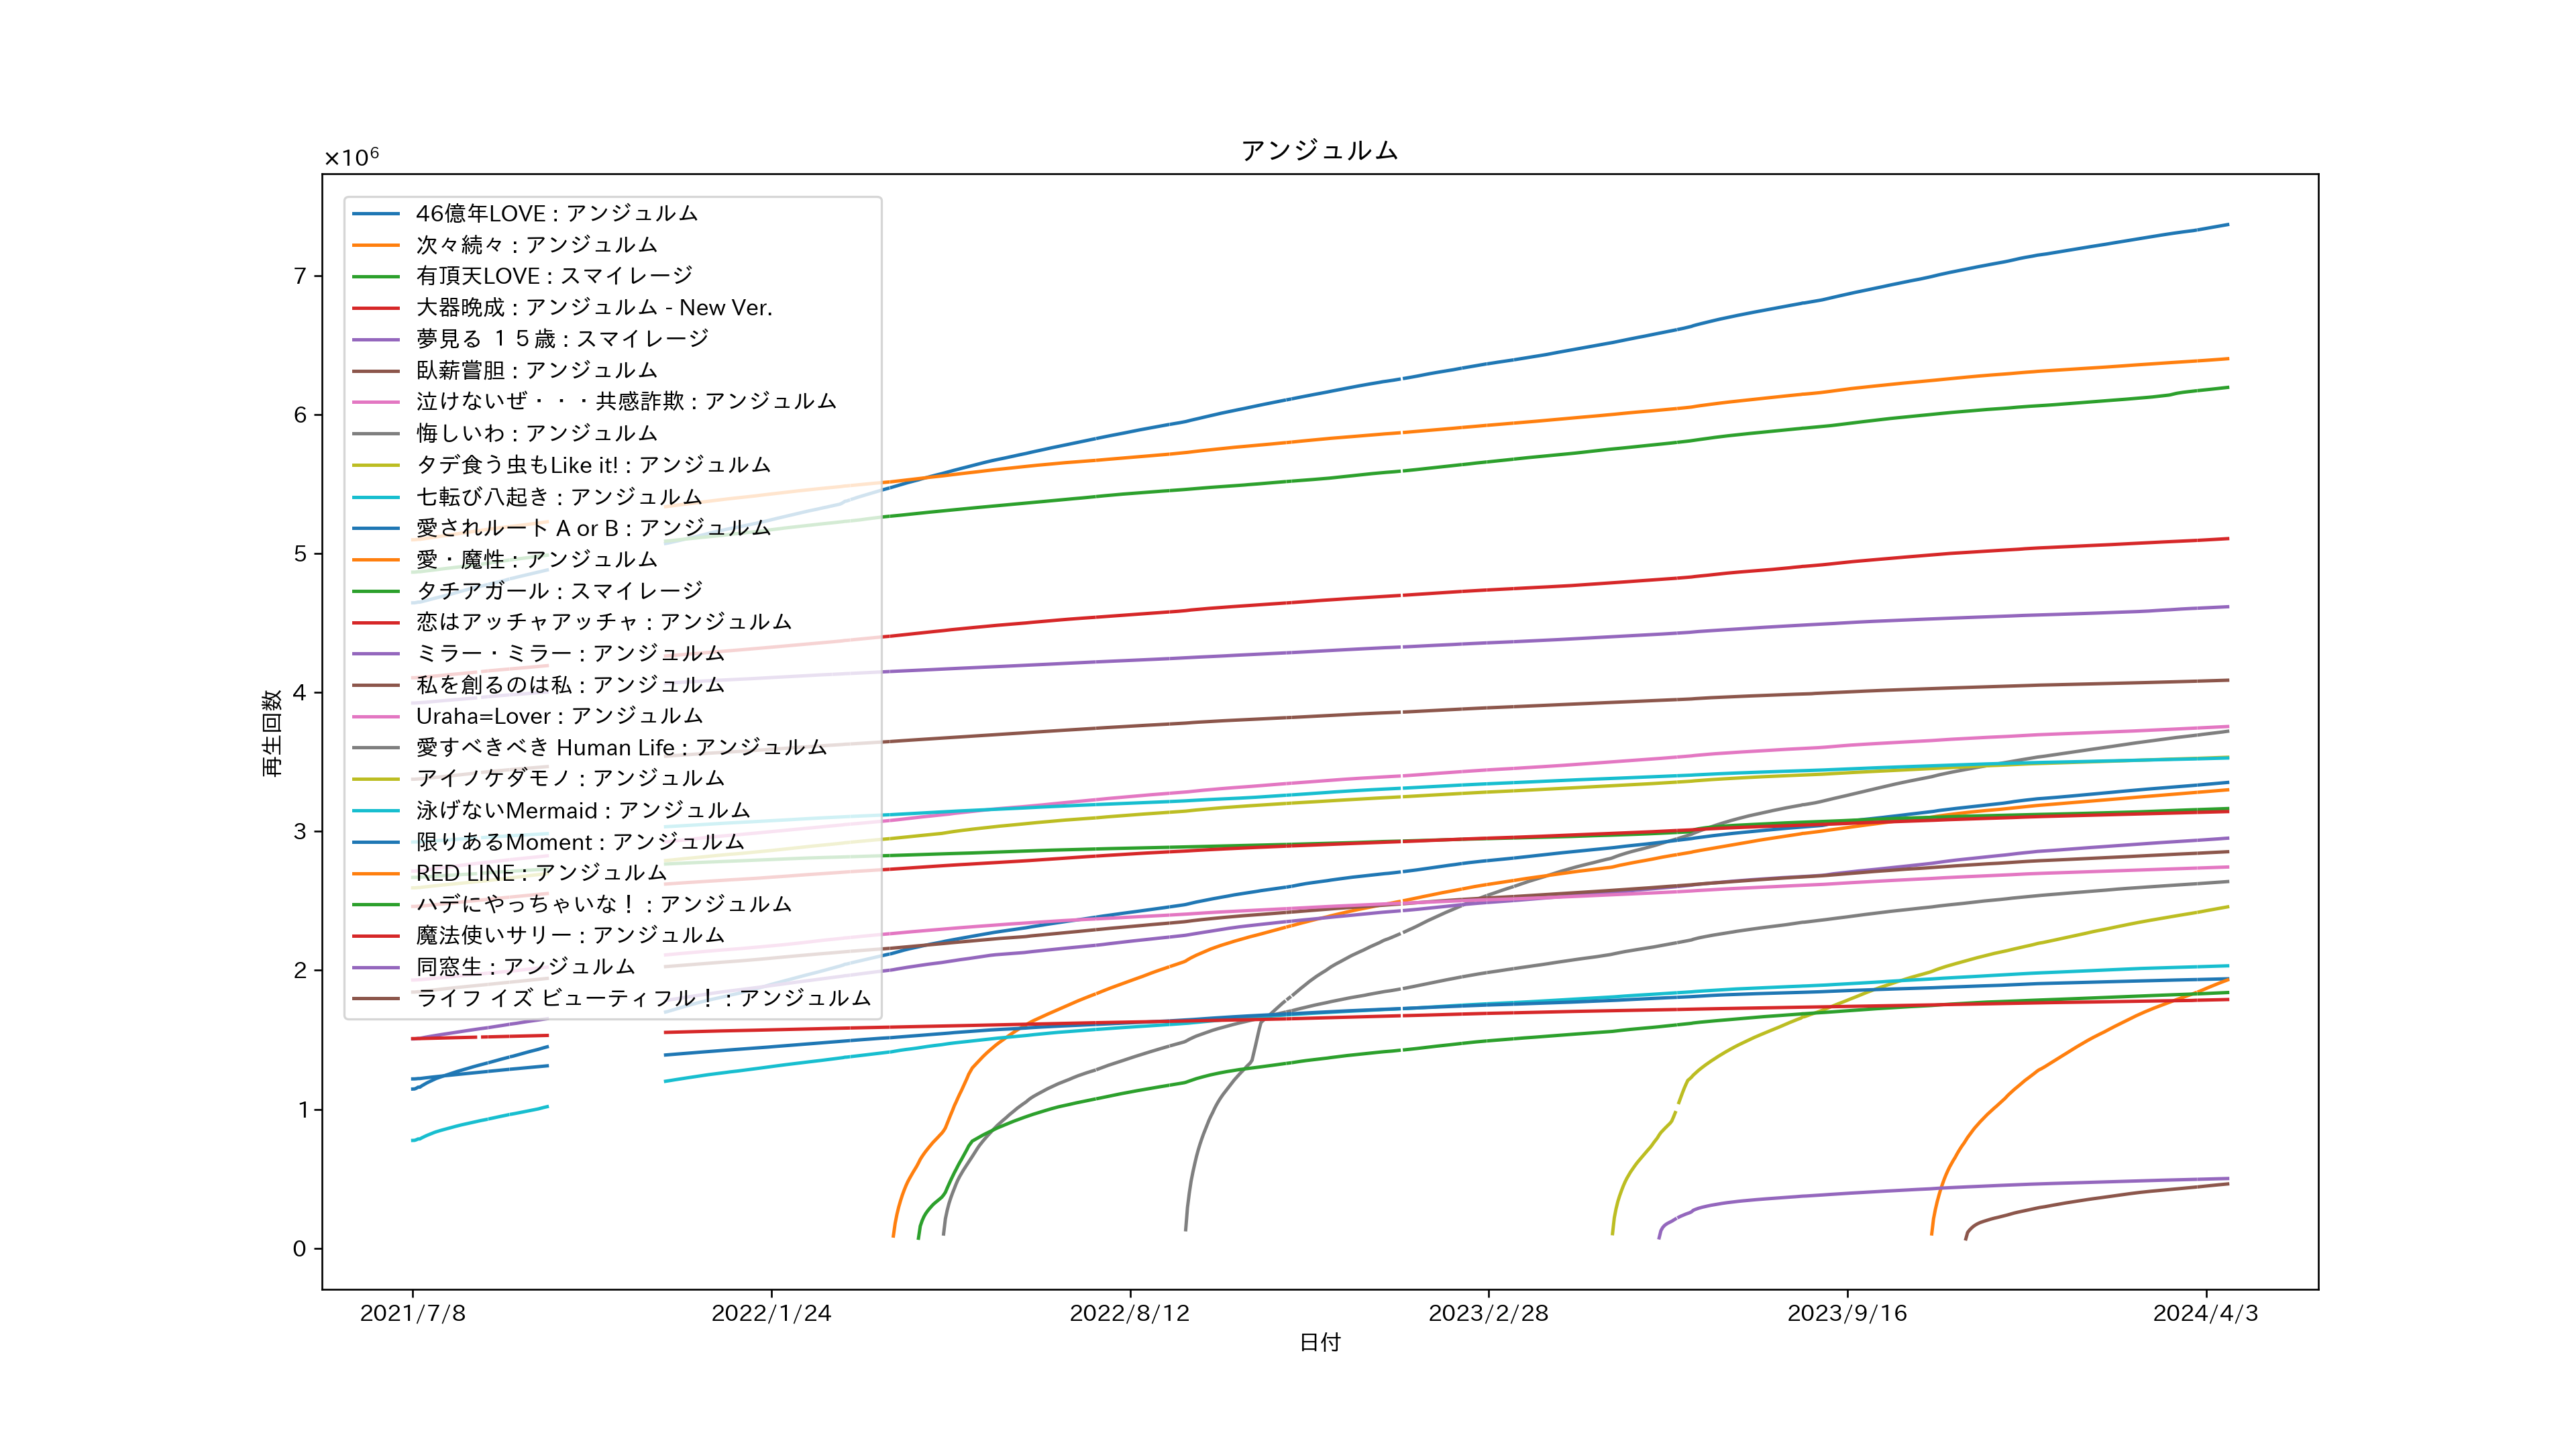 アンジュルム
×10⁶
46億年LOVE : アンジュルム
次々続々 : アンジュルム
有頂天LOVE : スマイレージ
大器晩成 : アンジュルム - New Ver.
夢見る １５歳 : スマイレージ
臥薪嘗胆 : アンジュルム
泣けないぜ・・・共感詐欺 : アンジュルム
悔しいわ : アンジュルム
タデ食う虫もLike it! : アンジュルム
七転び八起き : アンジュルム
愛されルート A or B : アンジュルム
愛・魔性 : アンジュルム
タチアガール : スマイレージ
恋はアッチャアッチャ : アンジュルム
ミラー・ミラー : アンジュルム
私を創るのは私 : アンジュルム
Uraha=Lover : アンジュルム
愛すべきべき Human Life : アンジュルム
アイノケダモノ : アンジュルム
泳げないMermaid : アンジュルム
限りあるMoment : アンジュルム
RED LINE : アンジュルム
ハデにやっちゃいな！ : アンジュルム
魔法使いサリー : アンジュルム
同窓生 : アンジュルム
ライフ イズ ビューティフル！ : アンジュルム
7
6
5
4
3
2
1
0
再生回数
2021/7/8 2022/1/24 2022/8/12 2023/2/28 2023/9/16 2024/4/3
日付